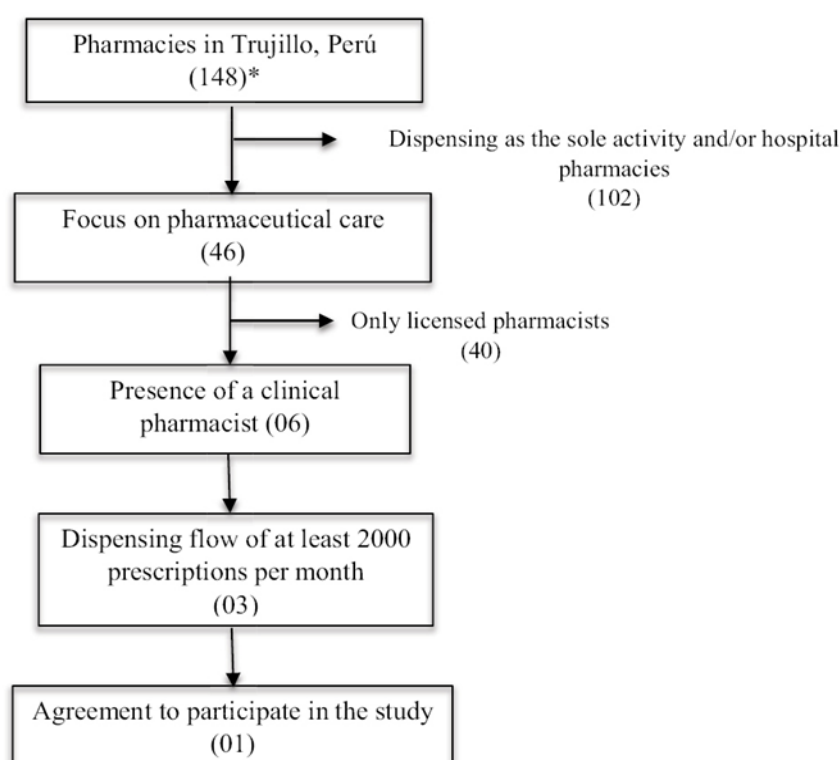 Pharmacies in Trujillo, Perú
(148)*
Dispensing as the sole activity and/or hospital
pharmacies
(102)
Focus on pharmaceutical care
(46)
Only licensed pharmacists
(40)
Presence of a clinical
pharmacist (06)
Dispensing flow of at least 2000
prescriptions per month
(03)
Agreement to participate in the study
(01)